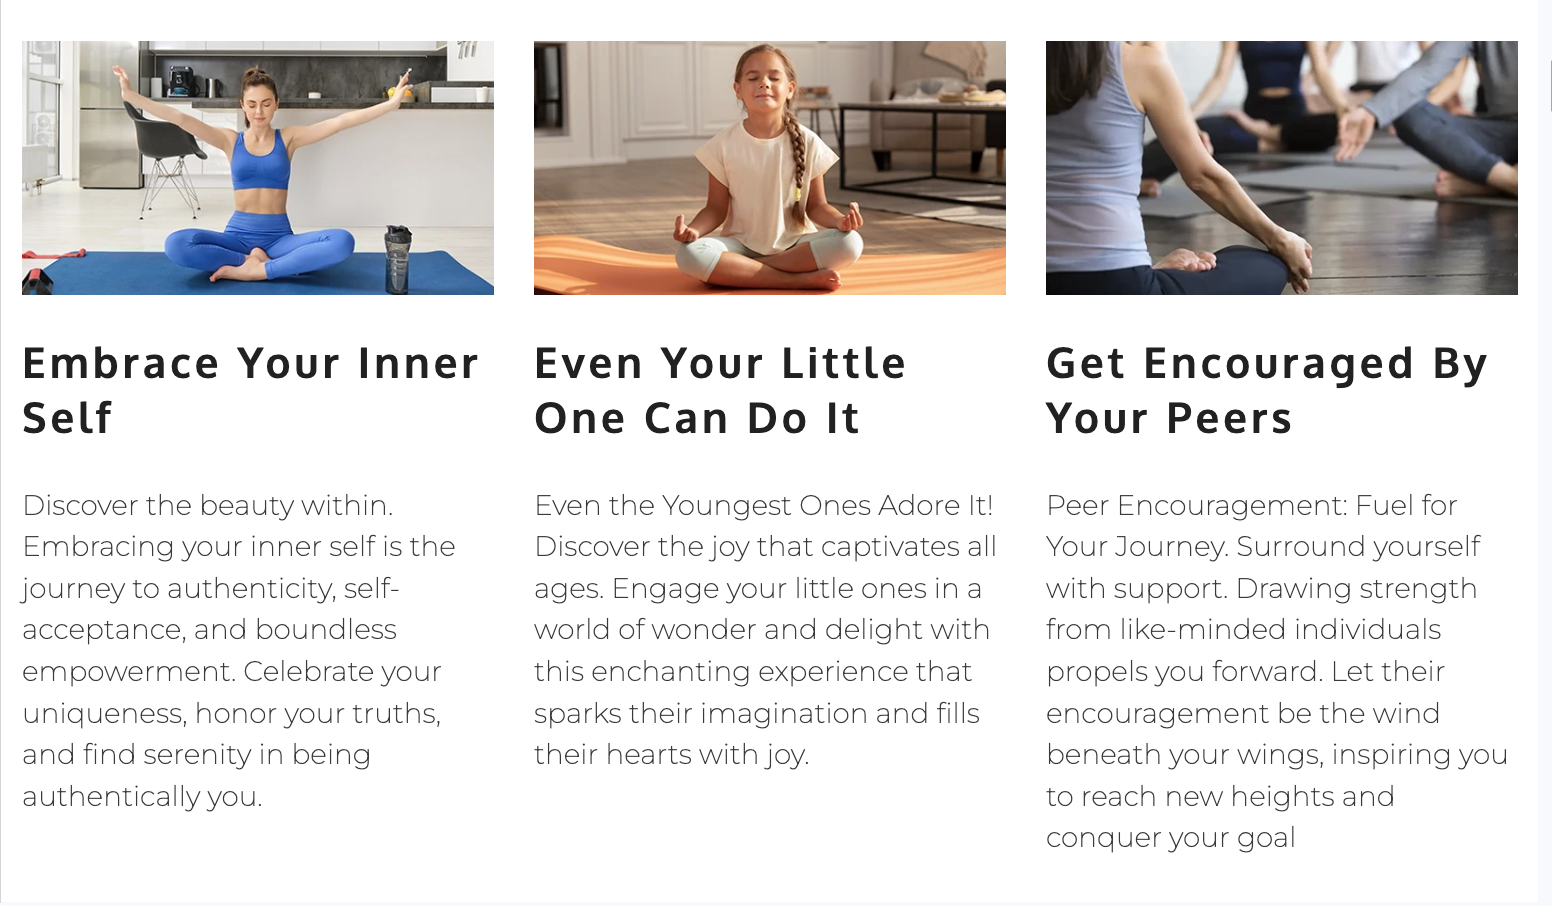 Embrace Your Inner
Self
Discover the beauty within.
Embracing your inner self is the
journey to authenticity, self-
acceptance, and boundless
empowerment. Celebrate your
uniqueness, honor your truths,
and find serenity in being
authentically you.
Even Your Little
One Can Do It
Even the Youngest Ones Adore It!
Discover the joy that captivates all
ages. Engage your little ones in a
world of wonder and delight with
this enchanting experience that
sparks their imagination and fills
their hearts with joy.
Get Encouraged By
Your Peers
Peer Encouragement: Fuel for
Your Journey. Surround yourself
with support. Drawing strength
from like-minded individuals
propels you forward. Let their
encouragement be the wind
beneath your wings, inspiring you
to reach new heights and
conquer your goal